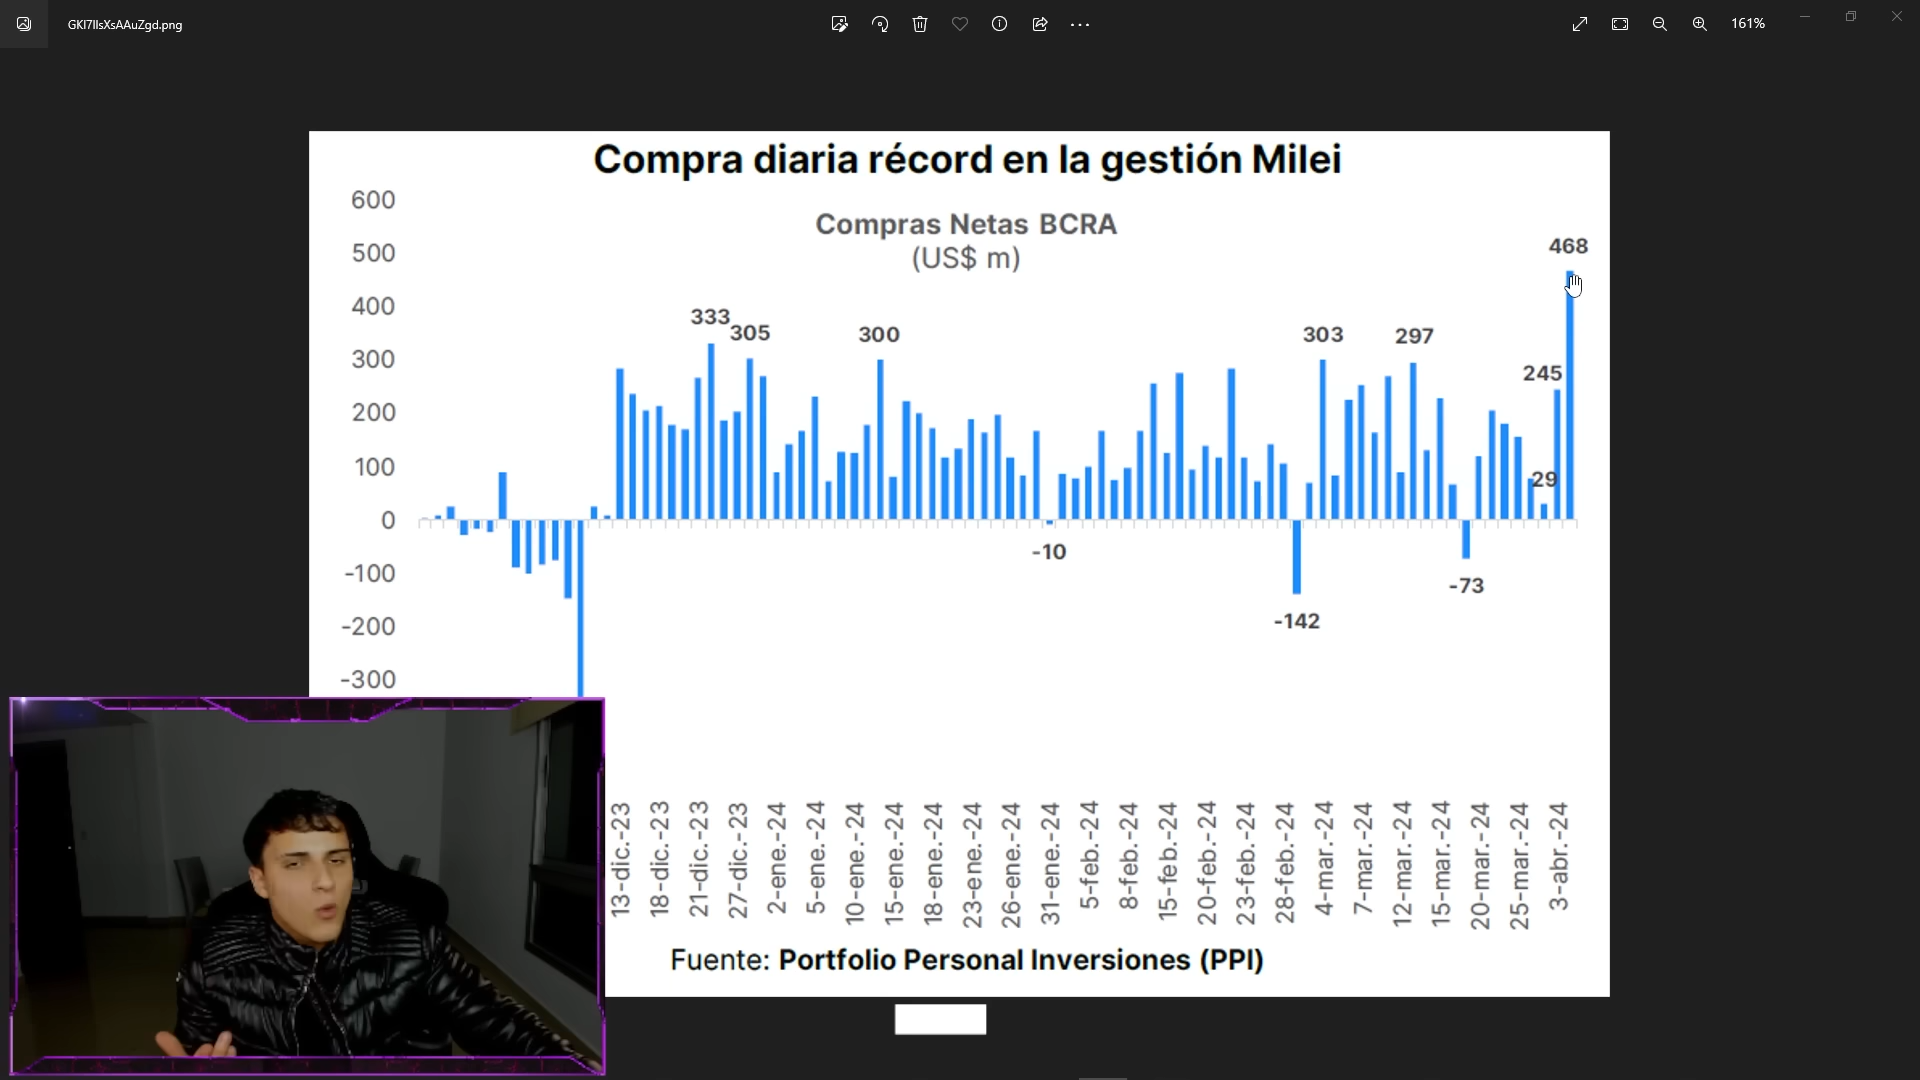 GKI7IIsXsAAuZgd.png
161%
Compra diaria récord en la gestión Milei
Compras Netas BCRA
(US$ m)
600
500
400
300
200
100
0
-100
-200
-300
333
305
300
-10
-142
303
297
-73
29
245
468
13-dic.-23
18-dic.-23
21-dic.-23
27-dic.-23
2-ene.-24
5-ene.-24
10-ene.-24
15-ene.-24
18-ene.-24
23-ene.-24
26-ene.-24
31-ene.-24
5-feb.-24
8-feb.-24
15-feb.-24
20-feb.-24
23-feb.-24
28-feb.-24
4-mar.-24
7-mar.-24
12-mar.-24
15-mar.-24
20-mar.-24
25-mar.-24
3-abr.-24
Fuente: Portfolio Personal Inversiones (PPI)